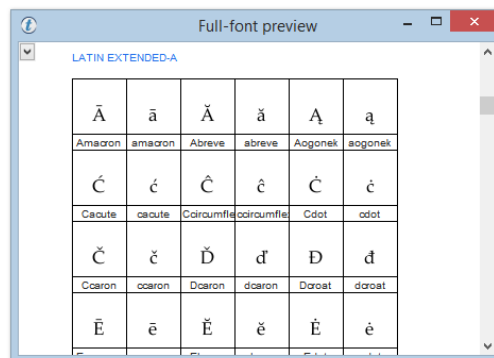 Full-font preview
LATIN EXTENDED-A
Ā ā Ă ă Ą ą
Amacron amacron Abreve abreve Aogonek aogonek
Ć ć Ĉ ĉ Ċ ċ
Cacute cacute Ccircumfle ccircumfle Cdot cdot
Č č Ď ď Đ đ
Ccaron ccaron Dcaron dcaron Dcroat dcroat
Ē ē Ĕ ĕ Ė ė